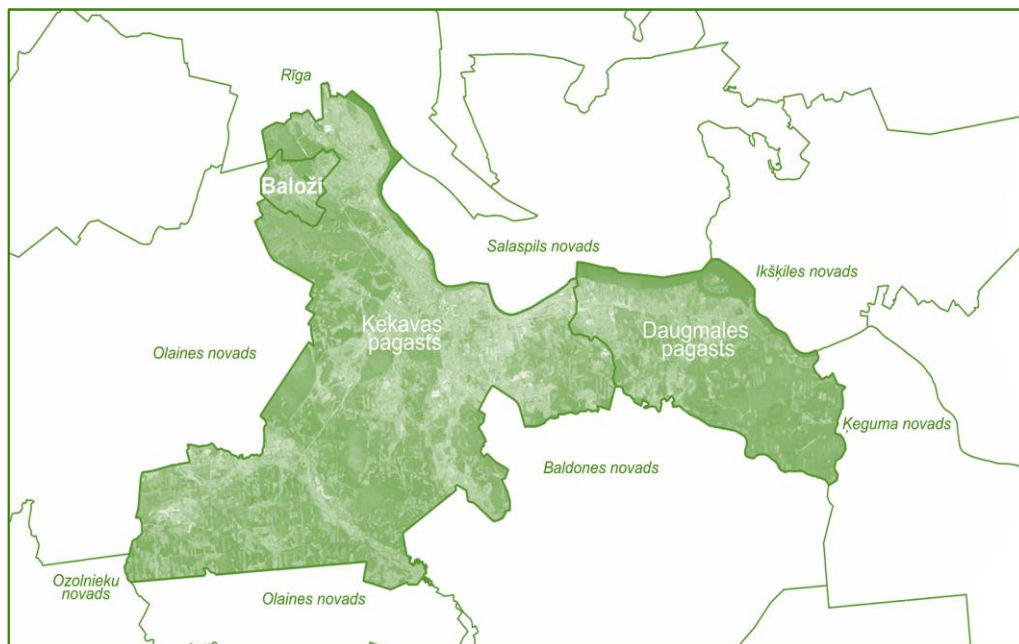 Rīga
Baloži
Salaspils novads
Ikšķiles novads
Ķekavas
pagasts
Daugmales
pagasts
Olaines novads
Ķeguma novads
Baldones novads
Ozolnieku
novads
Olaines novads